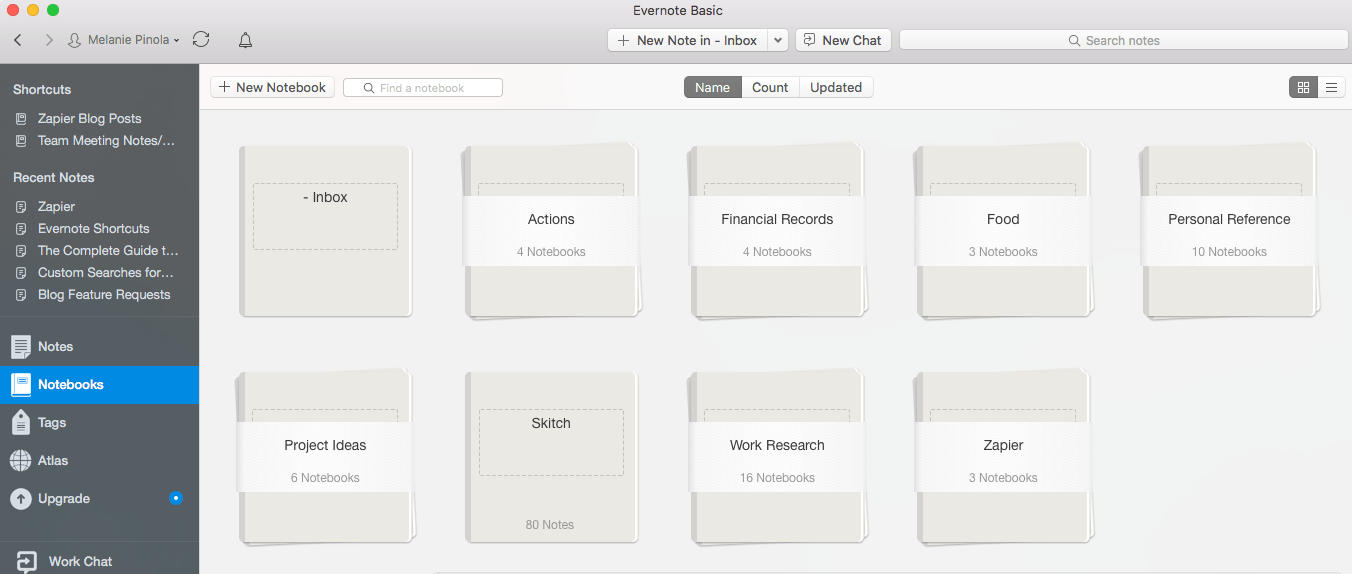 Evernote Basic
Melanie Pinola
New Note in - Inbox
New Chat
Search notes
Shortcuts
Zapier Blog Posts
Team Meeting Notes/...
Recent Notes
Zapier
Evernote Shortcuts
The Complete Guide t...
Custom Searches for...
Blog Feature Requests
Notes
Notebooks
Tags
Atlas
Upgrade
Work Chat
New Notebook
Find a notebook
Name
Count
Updated
- Inbox
Actions
4 Notebooks
Financial Records
4 Notebooks
Food
3 Notebooks
Personal Reference
10 Notebooks
Project Ideas
6 Notebooks
Skitch
80 Notes
Work Research
16 Notebooks
Zapier
3 Notebooks